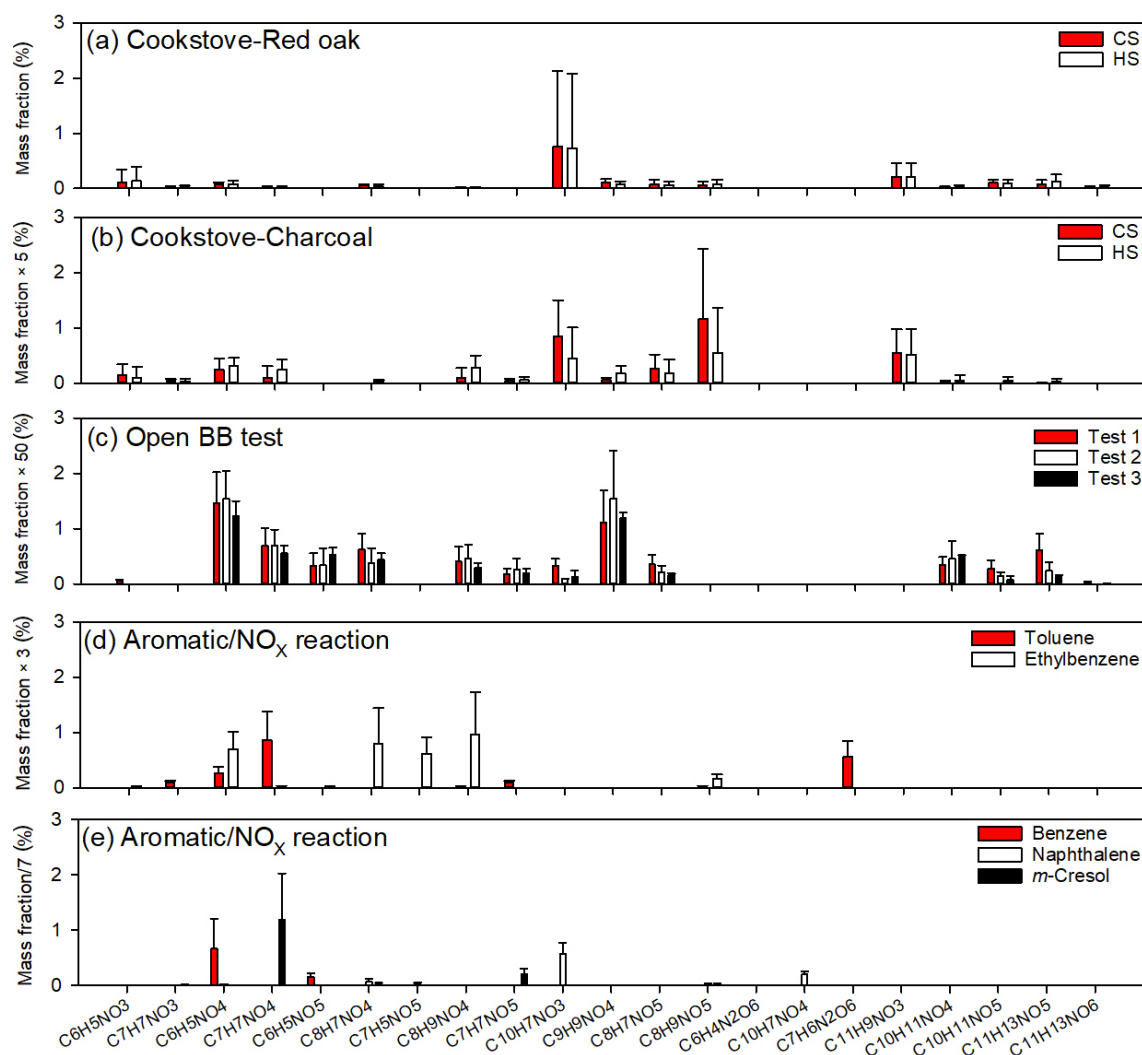 (a) Cookstove-Red oak
CS
HS
Mass fraction (%)
3
2
1
0
(b) Cookstove-Charcoal
CS
HS
Mass fraction × 5 (%)
3
2
1
0
(c) Open BB test
Test 1
Test 2
Test 3
Mass fraction × 50 (%)
3
2
1
0
(d) Aromatic/NOX reaction
Toluene
Ethylbenzene
Mass fraction × 3 (%)
3
2
1
0
(e) Aromatic/NOX reaction
Benzene
Naphthalene
m-Cresol
Mass fraction/7 (%)
3
2
1
0
C6H5NO3
C7H7NO3
C6H5NO4
C7H7NO4
C6H5NO5
C8H7NO4
C7H5NO5
C8H9NO4
C7H7NO5
C10H7NO3
C9H9NO4
C8H7NO5
C8H9NO5
C6H4N2O6
C10H7NO4
C7H6N2O6
C11H9NO3
C10H11NO4
C10H11NO5
C11H13NO5
C11H13NO6